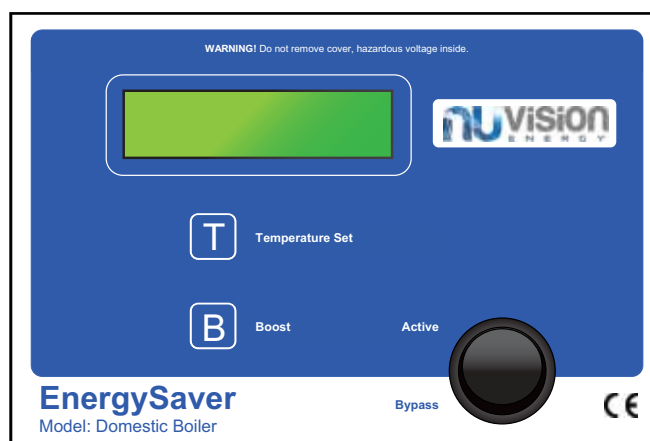 WARNING! Do not remove cover, hazardous voltage inside.
nuVision
ENERGY
T Temperature Set
B Boost
Active
EnergySaver
Model: Domestic Boiler
Bypass
CE